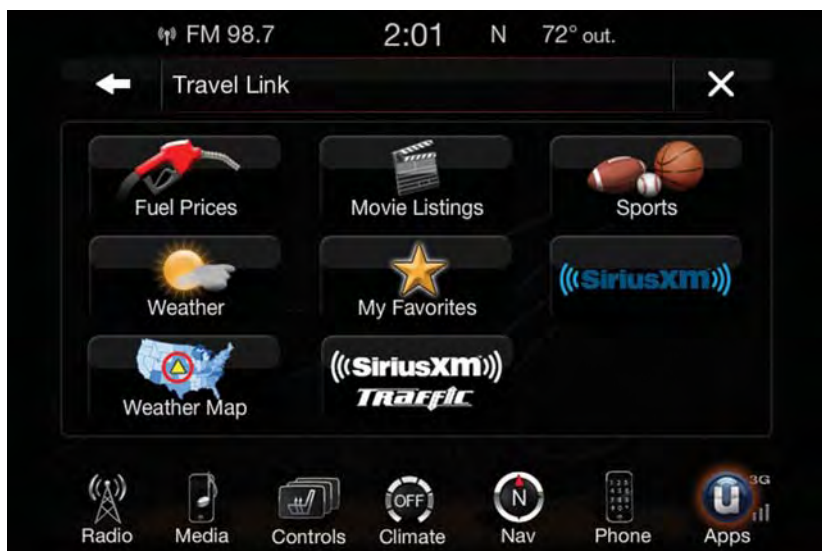 FM 98.7 2:01 N 72° out.
Travel Link
Fuel Prices Movie Listings Sports
Weather My Favorites ((SiriusXM))
Weather Map ((SiriusXM))
TRaffic
OFF N
3G
Radio Media Controls Climate Nav Phone Apps